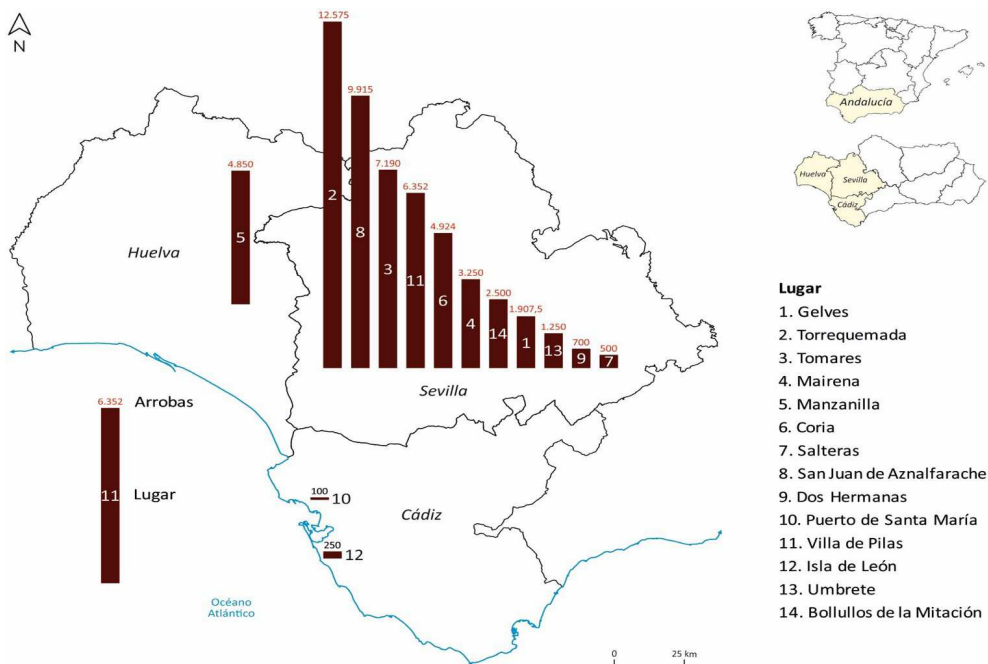 N
12.575
9.915
7.190
6.352
4.924
3.250
2.500
1.907,5
1.250
700
500
4.850
2
8
3
11
6
4
14
1
13
9
7
5
Huelva
Sevilla
Cádiz
6.352
Arrobas
11
Lugar
100
10
250
12
Océano
Atlántico
0 25 km
Andalucía
Huelva
Sevilla
Cádiz
Lugar
1. Gelves
2. Torrequemada
3. Tomares
4. Mairena
5. Manzanilla
6. Coria
7. Salteras
8. San Juan de Aznalfarache
9. Dos Hermanas
10. Puerto de Santa María
11. Villa de Pilas
12. Isla de León
13. Umbrete
14. Bollullos de la Mitación